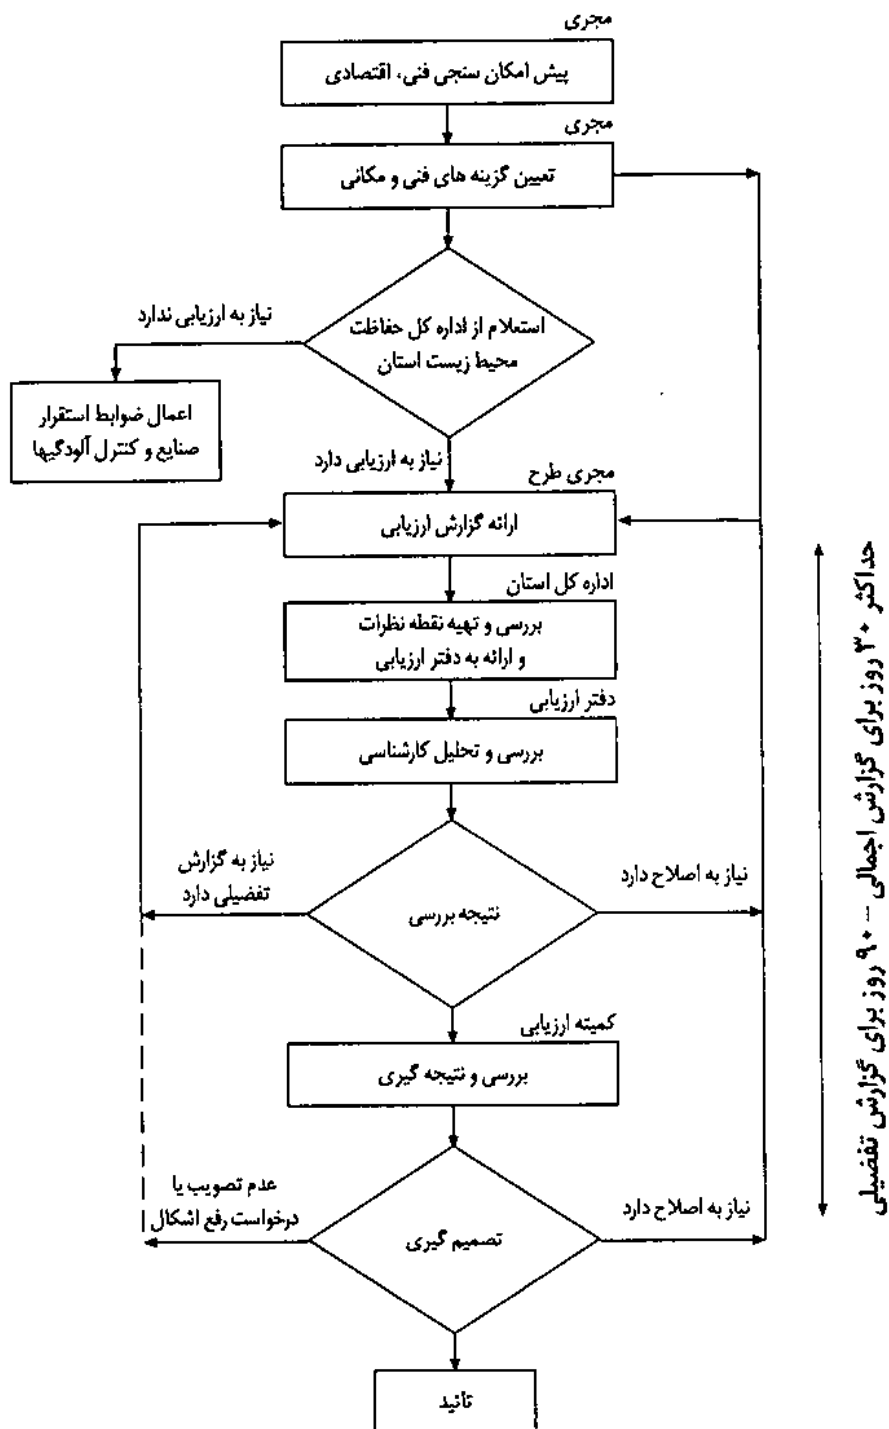 مجری
پیش امکان سنجی فنی، اقتصادی
مجری
تعیین گزینه های فنی و مکانی
استعلام از اداره کل حفاظت
محیط زیست استان
نیاز به ارزیابی ندارد
اعمال ضوابط استقرار
صنایع و کنترل آلودگیها
نیاز به ارزیابی دارد
مجری طرح
ارائه گزارش ارزیابی
اداره کل استان
بررسی و تهیه نقطه نظرات
و ارائه به دفتر ارزیابی
دفتر ارزیابی
بررسی و تحلیل کارشناسی
نتیجه بررسی
نیاز به اصلاح دارد
نیاز به گزارش
تفضیلی دارد
کمیته ارزیابی
بررسی و نتیجه گیری
تصمیم گیری
نیاز به اصلاح دارد
عدم تصویب یا
درخواست رفع اشکال
تأئید
حداکثر ۳۰ روز برای گزارش اجمالی – ۹۰ روز برای گزارش تفضیلی